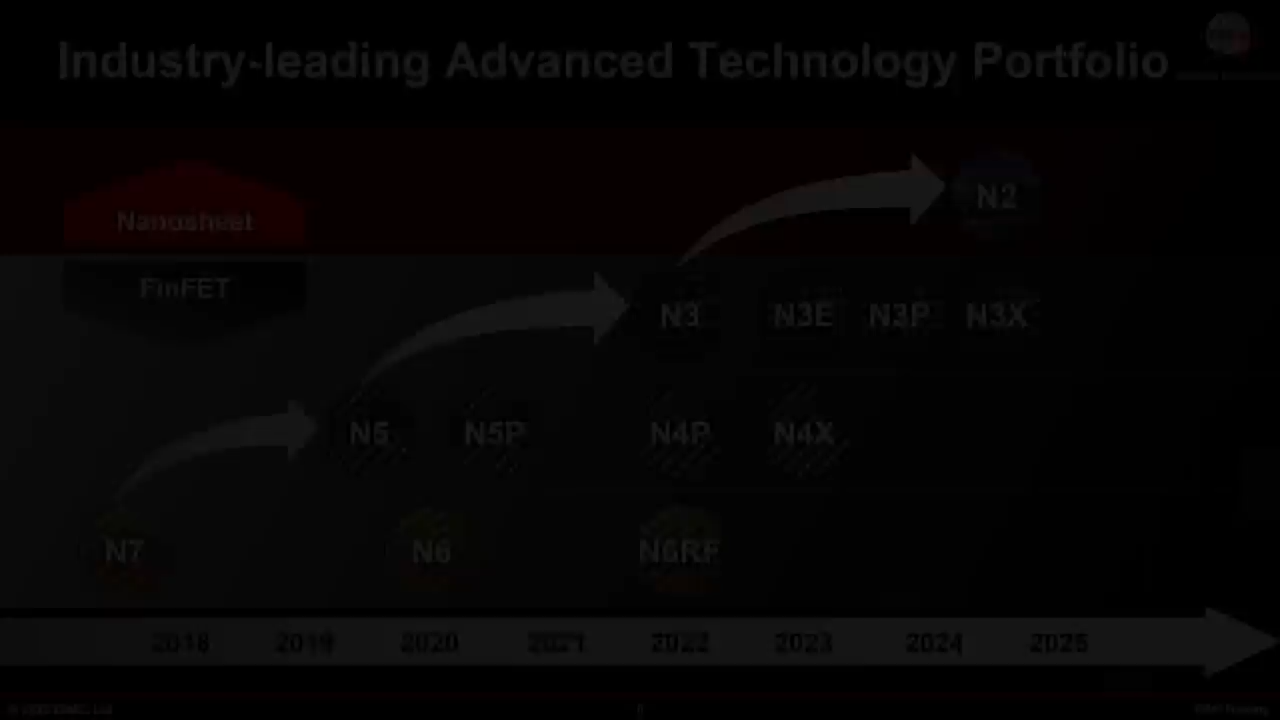 Industry-leading Advanced Technology Portfolio
Nanosheet
N2
FinFET
N3 N3E N3P N3X
N5 N5P N4P N4X
N7 N6 N6RF
2018 2019 2020 2021 2022 2023 2024 2025